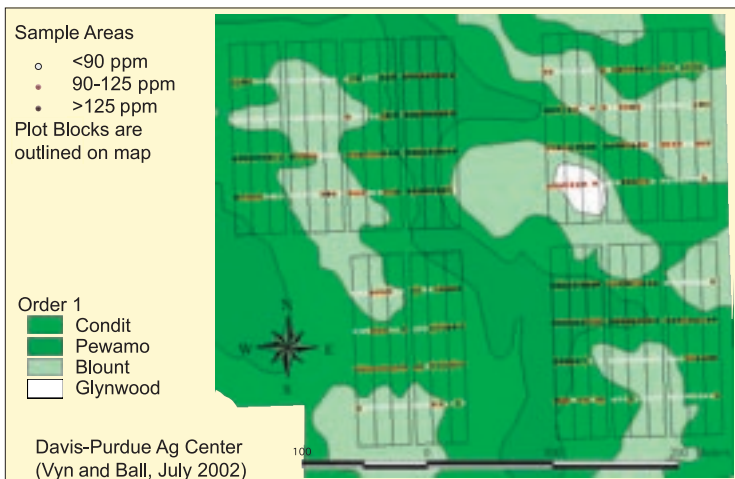 Sample Areas
<90 ppm
90-125 ppm
>125 ppm
Plot Blocks are
outlined on map
Order 1
Condit
Pewamo
Blount
Glynwood
N
W E
S
Davis-Purdue Ag Center
(Vyn and Ball, July 2002)
100 0 100 200